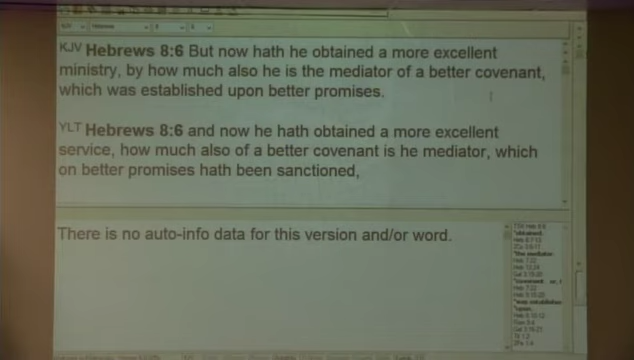 KJV Hebrews 8:6 But now hath he obtained a more excellent
ministry, by how much also he is the mediator of a better covenant,
which was established upon better promises.
YLT Hebrews 8:6 and now he hath obtained a more excellent
service, how much also of a better covenant is he mediator, which
on better promises hath been sanctioned,
There is no auto-info data for this version and/or word.
"obtained.
"the mediator